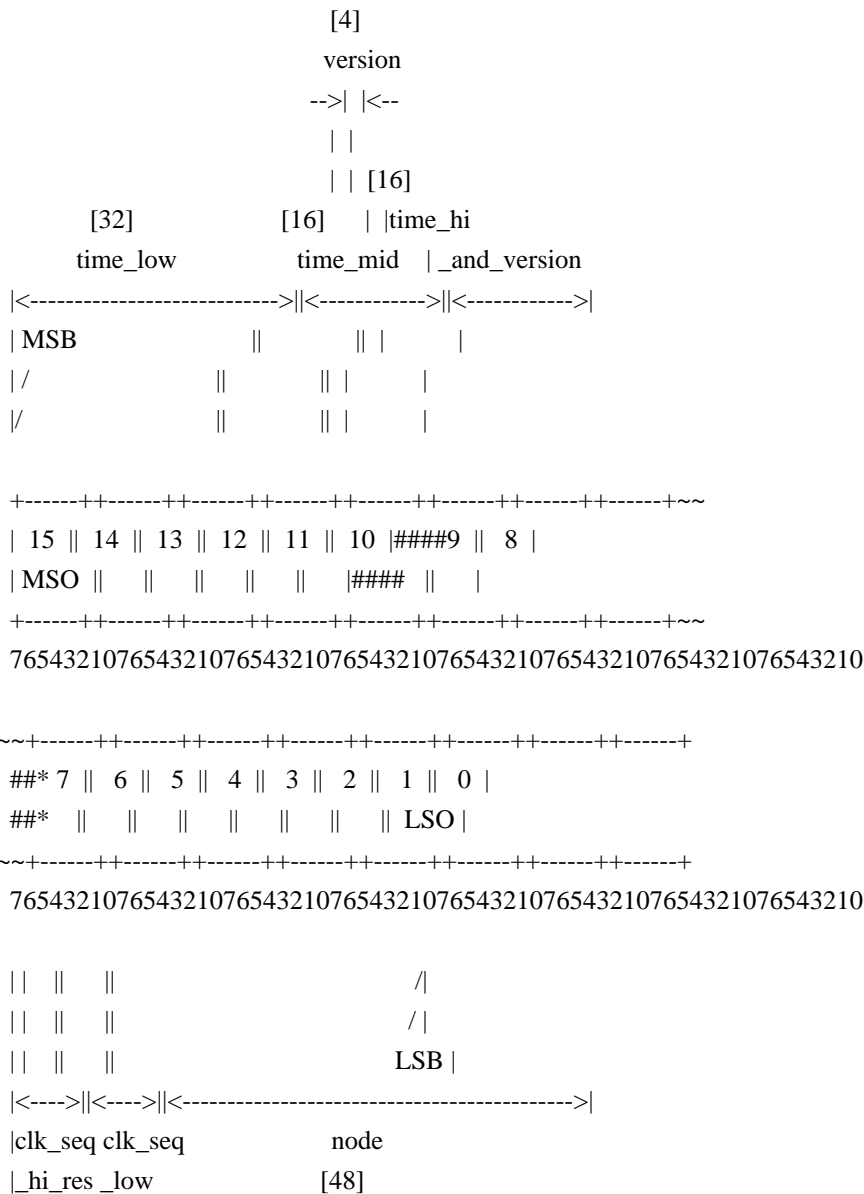 [4]
version
-->| |<--
| |
| | [16]
[32] [16] | |time_hi
time_low time_mid | _and_version
|<---------------------------->||<------------>||<------------>|
| MSB || || | |
| / || || | |
|/ || || | |
+------++------++------++------++------++------++------++------+~~
| 15 || 14 || 13 || 12 || 11 || 10 |####9 || 8 |
| MSO || || || || || |#### || |
+------++------++------++------++------++------++------++------+~~
7654321076543210765432107654321076543210765432107654321076543210
~~+------++------++------++------++------++------++------++------+
##* 7 || 6 || 5 || 4 || 3 || 2 || 1 || 0 |
##* || || || || || || || LSO |
~~+------++------++------++------++------++------++------++------+
7654321076543210765432107654321076543210765432107654321076543210
| | || || /|
| | || || / |
| | || || LSB |
|<---->||<---->||<-------------------------------------------->|
|clk_seq clk_seq node
|_hi_res _low [48]